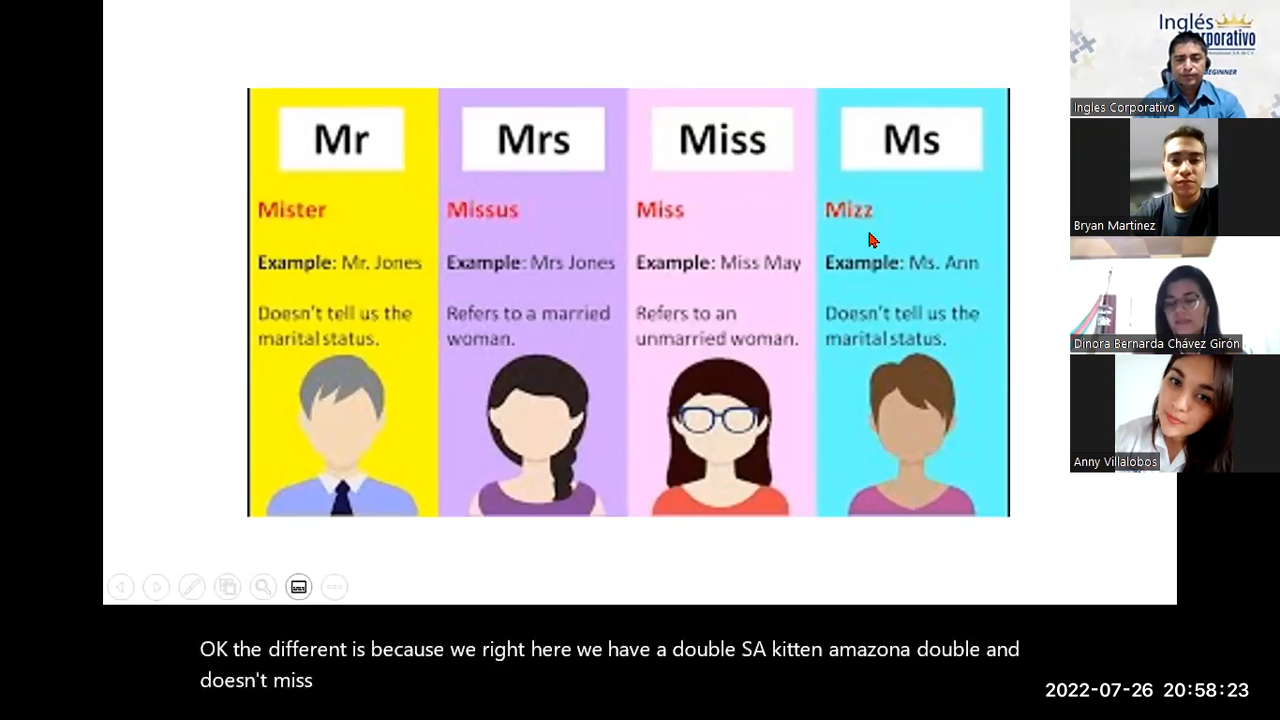 Mr
Mister
Example: Mr. Jones
Doesn't tell us the
marital status.
Mrs
Missus
Example: Mrs Jones
Refers to a married
woman.
Miss
Miss
Example: Miss May
Refers to an
unmarried woman.
Ms
Mizz
Example: Ms. Ann
Doesn't tell us the
marital status.
Inglés
Corporativo
BEGINNER
Ingles Corporativo
Bryan Martinez
Dinora Bernarda Chávez Girón
Anny Villalobos
OK the different is because we right here we have a double SA kitten amazona double and
doesn't miss
2022-07-26 20:58:23